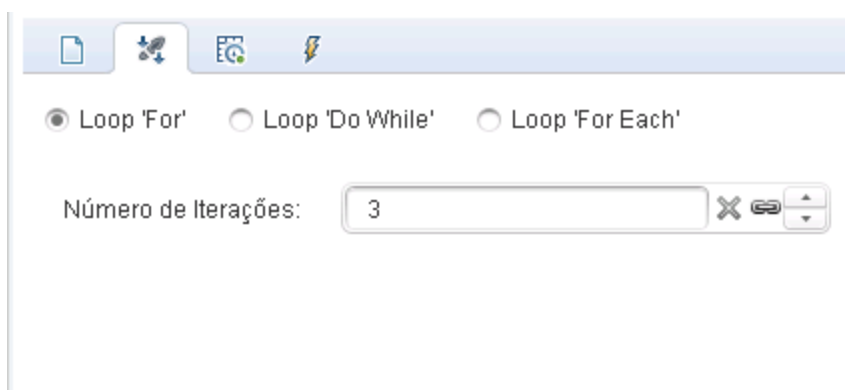 Loop 'For' Loop 'Do While' Loop 'For Each'
Número de Iterações: 3